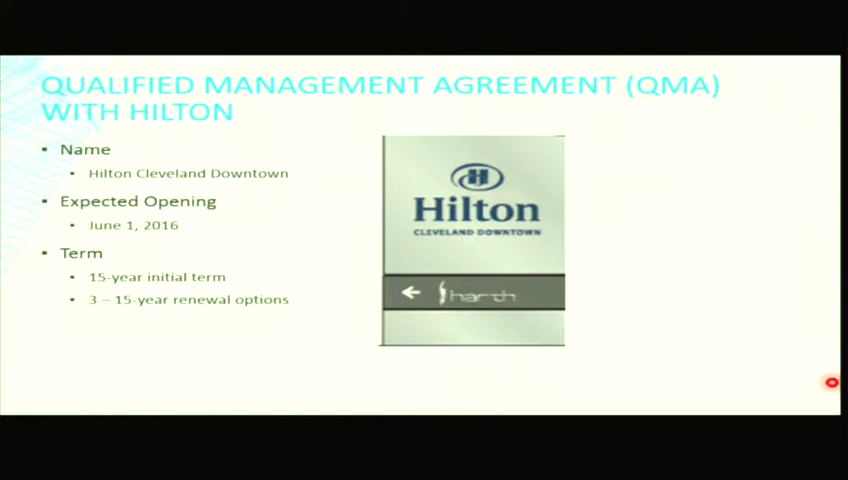 QUALIFIED MANAGEMENT AGREEMENT (QMA)
WITH HILTON
▪ Name
• Hilton Cleveland Downtown
▪ Expected Opening
• June 1, 2016
▪ Term
• 15-year initial term
• 3 – 15-year renewal options
H
Hilton
CLEVELAND DOWNTOWN
← harth